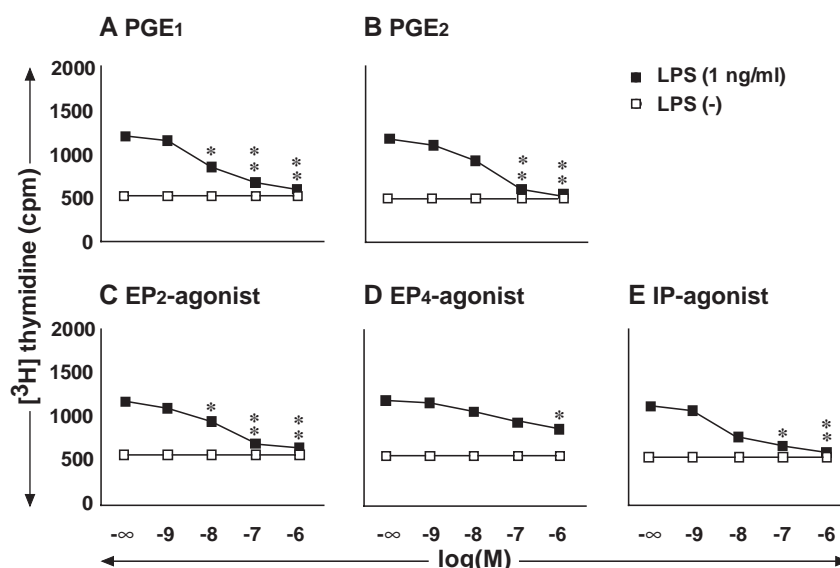 A PGE1
B PGE2
■ LPS (1 ng/ml)
□ LPS (-)
2000
1500
1000
500
0
* ** **
** **
[3H] thymidine (cpm)
C EP2-agonist
D EP4-agonist
E IP-agonist
2000
1500
1000
500
0
* ** **
*
* **
-∞ -9 -8 -7 -6
-∞ -9 -8 -7 -6
-∞ -9 -8 -7 -6
log(M)